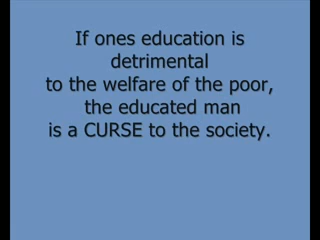 If ones education is
detrimental
to the welfare of the poor,
the educated man
is a CURSE to the society.